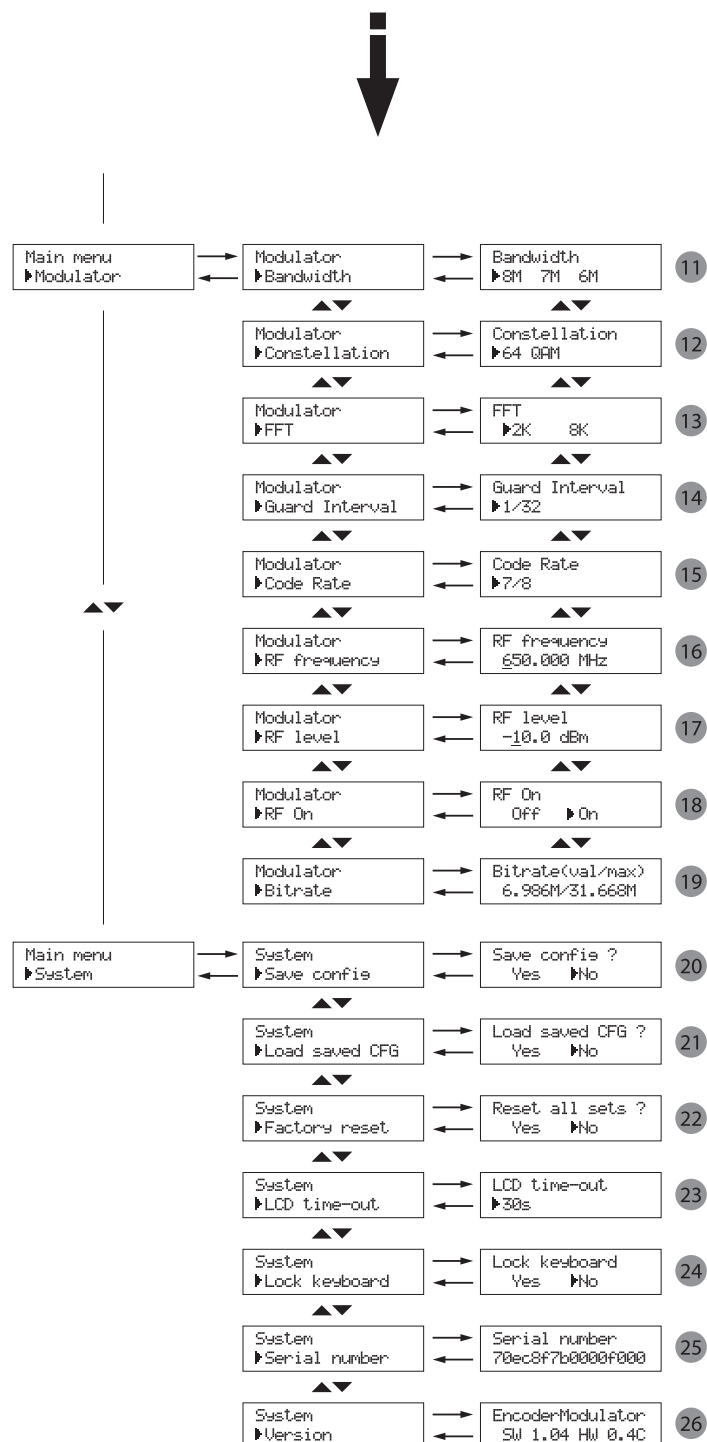 Main menu
▶Modulator
Modulator
▶Bandwidth
Bandwidth
▶8M 7M 6M
11
Modulator
▶Constellation
Constellation
▶64 QAM
12
Modulator
▶FFT
FFT
▶2K 8K
13
Modulator
▶Guard Interval
Guard Interval
▶1/32
14
Modulator
▶Code Rate
Code Rate
▶7/8
15
Modulator
▶RF frequency
RF frequency
650.000 MHz
16
Modulator
▶RF level
RF level
-10.0 dBm
17
Modulator
▶RF On
RF On
Off ▶On
18
Modulator
▶Bitrate
Bitrate(val/max)
6.986M/31.668M
19
Main menu
▶System
System
▶Save config
Save config ?
Yes ▶No
20
System
▶Load saved CFG
Load saved CFG ?
Yes ▶No
21
System
▶Factory reset
Reset all sets ?
Yes ▶No
22
System
▶LCD time-out
LCD time-out
▶30s
23
System
▶Lock keyboard
Lock keyboard
Yes ▶No
24
System
▶Serial number
Serial number
70ec8f7b0000f000
25
System
▶Version
EncoderModulator
SW 1.04 HW 0.4C
26